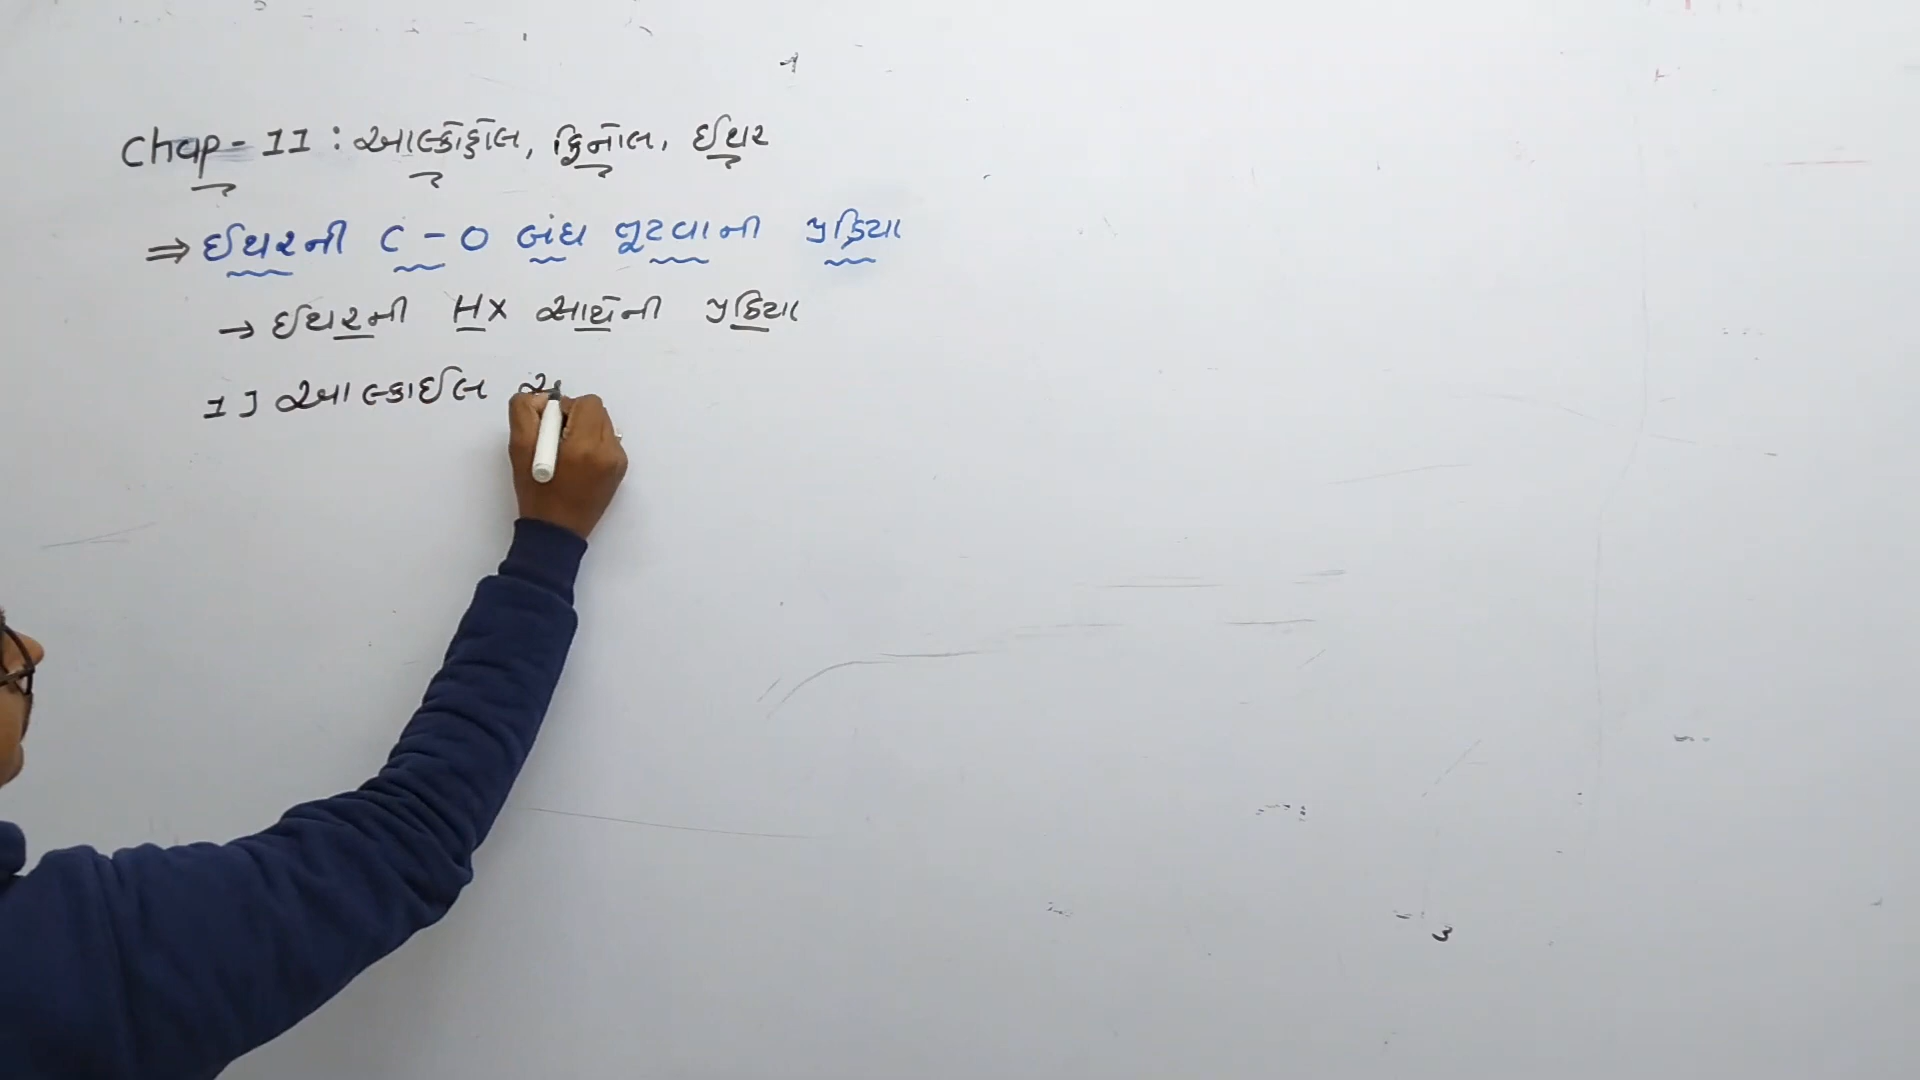 Chap-11 : આલ્કોહોલ, ફિનોલ, ઈથર
⇒ ઈથરની C-O બંધ તૂટવાની પ્રક્રિયા
→ ઈથરની HX સાથેની પ્રક્રિયા
1] આલ્કાઈલ